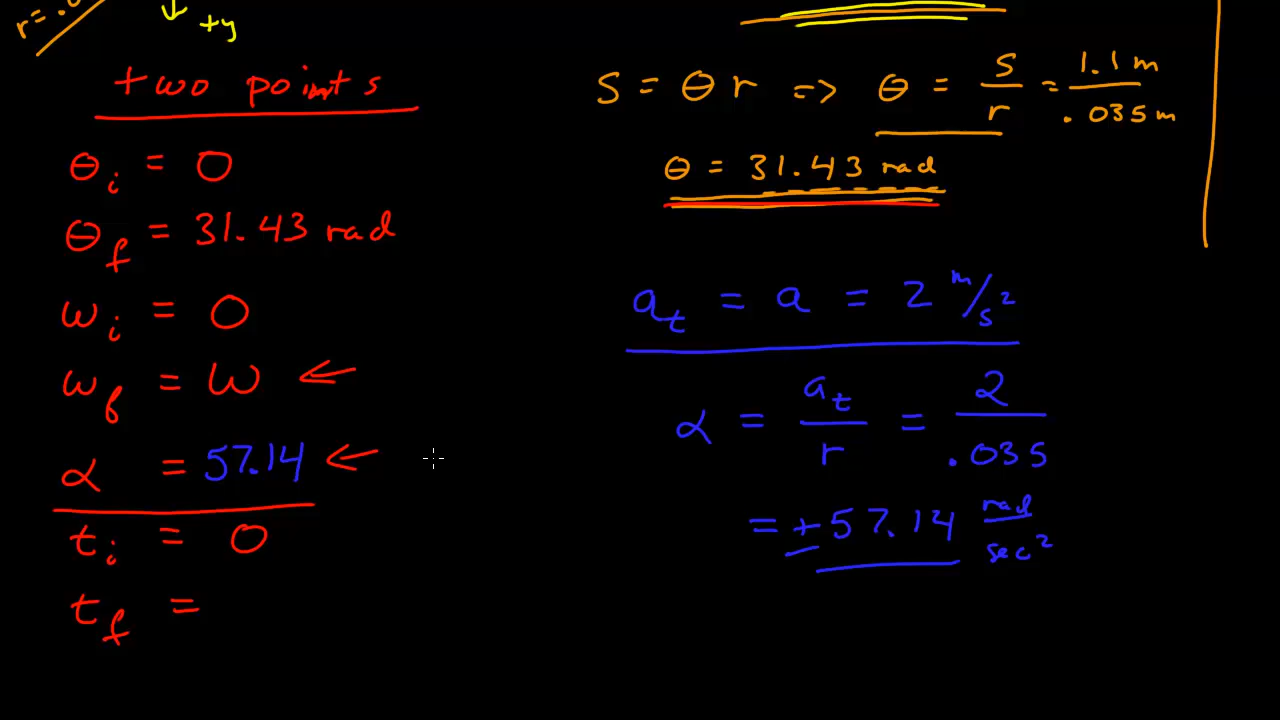 r=.0
+y
two points
θi = 0
θf = 31.43 rad
ωi = 0
ωf = ω ←
α = 57.14 ←
ti = 0
tf =
S = θ r => θ = S/r = 1.1 m/.035 m
θ = 31.43 rad
at = a = 2 m/s²
α = at/r = 2/.035
= +57.14 rad/sec²